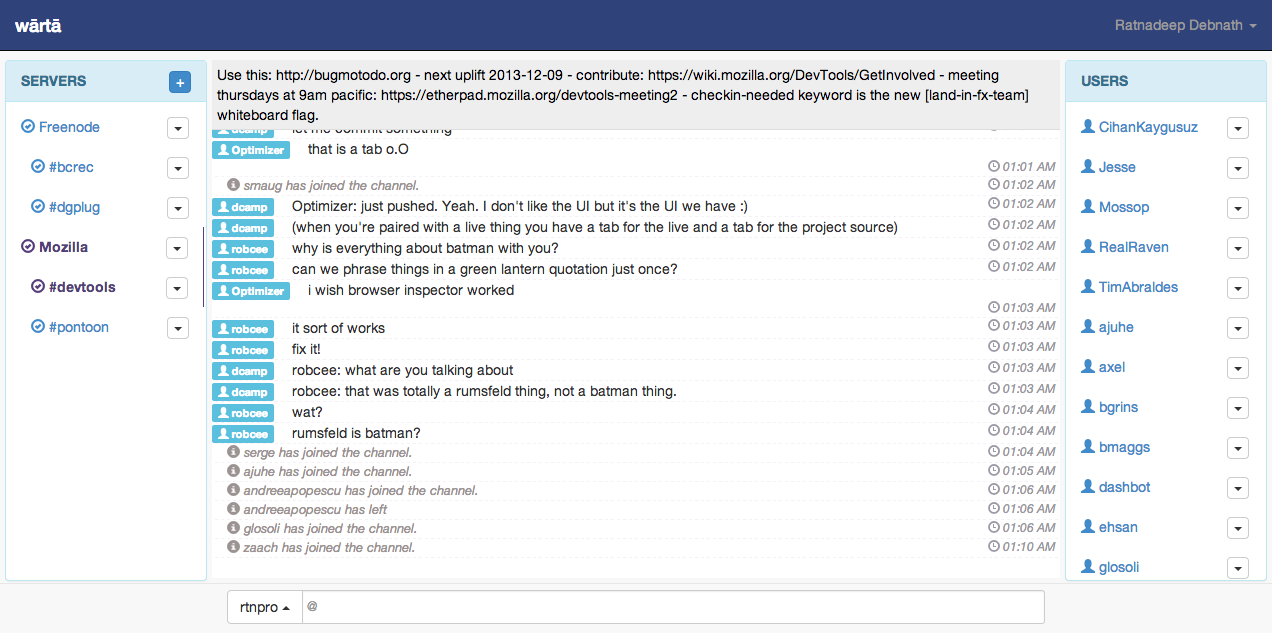 wārtā
Ratnadeep Debnath
SERVERS
+
Freenode
#bcrec
#dgplug
Mozilla
#devtools
#pontoon
Use this: http://bugmotodo.org - next uplift 2013-12-09 - contribute: https://wiki.mozilla.org/DevTools/GetInvolved - meeting
thursdays at 9am pacific: https://etherpad.mozilla.org/devtools-meeting2 - checkin-needed keyword is the new [land-in-fx-team]
whiteboard flag.
dcamp let me commit something
Optimizer that is a tab o.O
01:01 AM
smaug has joined the channel. 01:02 AM
dcamp Optimizer: just pushed. Yeah. I don't like the UI but it's the UI we have :) 01:02 AM
dcamp (when you're paired with a live thing you have a tab for the live and a tab for the project source) 01:02 AM
robcee why is everything about batman with you? 01:02 AM
robcee can we phrase things in a green lantern quotation just once? 01:02 AM
Optimizer i wish browser inspector worked
01:03 AM
robcee it sort of works 01:03 AM
robcee fix it! 01:03 AM
dcamp robcee: what are you talking about 01:03 AM
dcamp robcee: that was totally a rumsfeld thing, not a batman thing. 01:03 AM
robcee wat? 01:04 AM
robcee rumsfeld is batman? 01:04 AM
serge has joined the channel. 01:04 AM
ajuhe has joined the channel. 01:05 AM
andreeapopescu has joined the channel. 01:06 AM
andreeapopescu has left 01:06 AM
glosoli has joined the channel. 01:06 AM
zaach has joined the channel. 01:10 AM
USERS
CihanKaygusuz
Jesse
Mossop
RealRaven
TimAbraldes
ajuhe
axel
bgrins
bmaggs
dashbot
ehsan
glosoli
rtnpro @